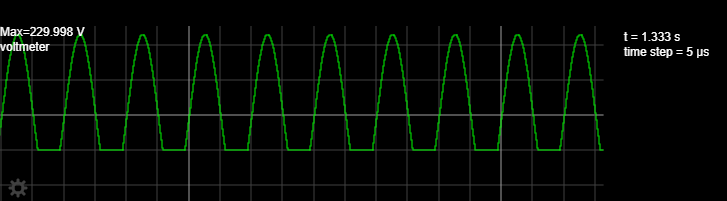 Max=229.998 V
voltmeter
t = 1.333 s
time step = 5 µs